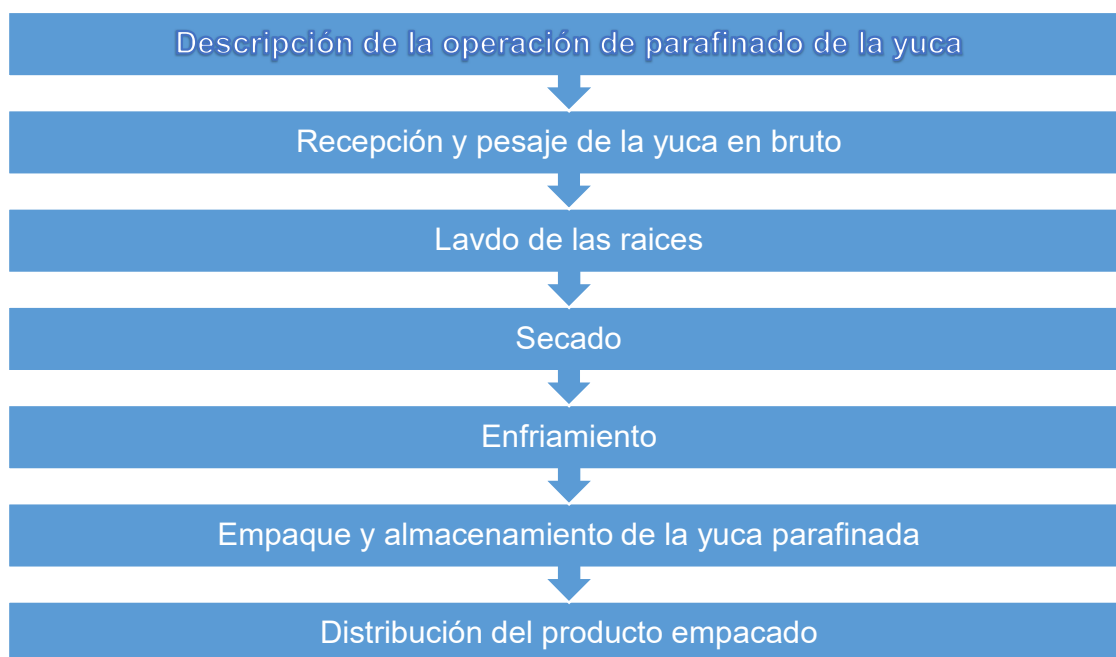 Descripción de la operación de parafinado de la yuca
Recepción y pesaje de la yuca en bruto
Lavdo de las raices
Secado
Enfriamiento
Empaque y almacenamiento de la yuca parafinada
Distribución del producto empacado